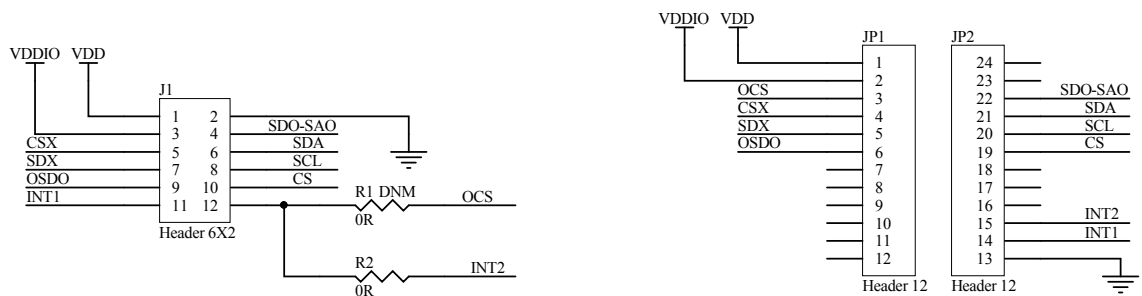 VDDIO VDD
J1
1 2
3 4 SDO-SAO
CSX 5 6 SDA
SDX 7 8 SCL
OSDO 9 10 CS
INT1 11 12
Header 6X2
R1 DNM OCS
0R
R2 INT2
0R
VDDIO VDD
JP1
1
2
OCS 3
CSX 4
SDX 5
OSDO 6
7
8
9
10
11
12
Header 12
JP2
24
23
22 SDO-SAO
21 SDA
20 SCL
19 CS
18
17
16
15 INT2
14 INT1
13
Header 12